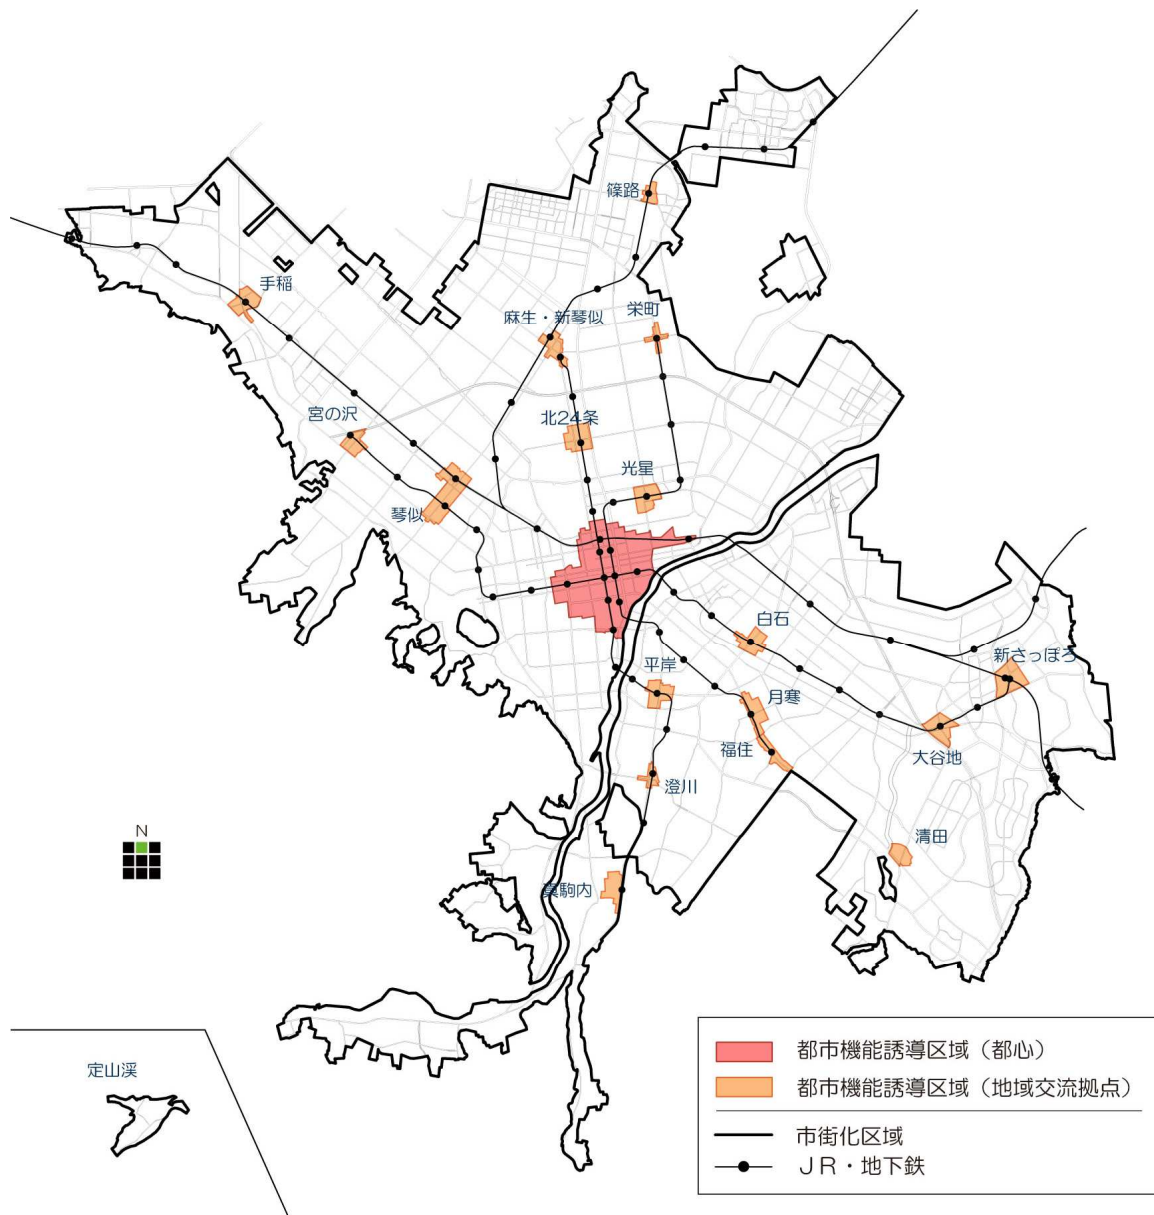 篠路
手稲
麻生・新琴似
栄町
宮の沢
北24条
光星
琴似
白石
新さっぽろ
平岸
月寒
福住
大谷地
澄川
清田
N
真駒内
定山渓
都市機能誘導区域（都心）
都市機能誘導区域（地域交流拠点）
市街化区域
ＪＲ・地下鉄